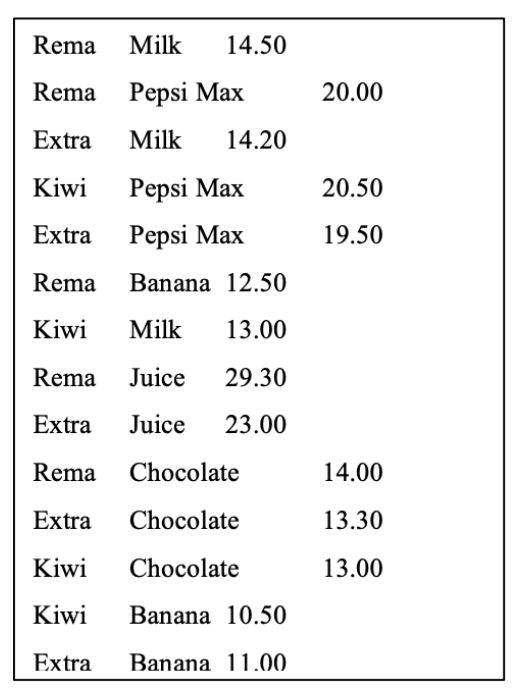 Rema Milk 14.50
Rema Pepsi Max 20.00
Extra Milk 14.20
Kiwi Pepsi Max 20.50
Extra Pepsi Max 19.50
Rema Banana 12.50
Kiwi Milk 13.00
Rema Juice 29.30
Extra Juice 23.00
Rema Chocolate 14.00
Extra Chocolate 13.30
Kiwi Chocolate 13.00
Kiwi Banana 10.50
Extra Banana 11.00